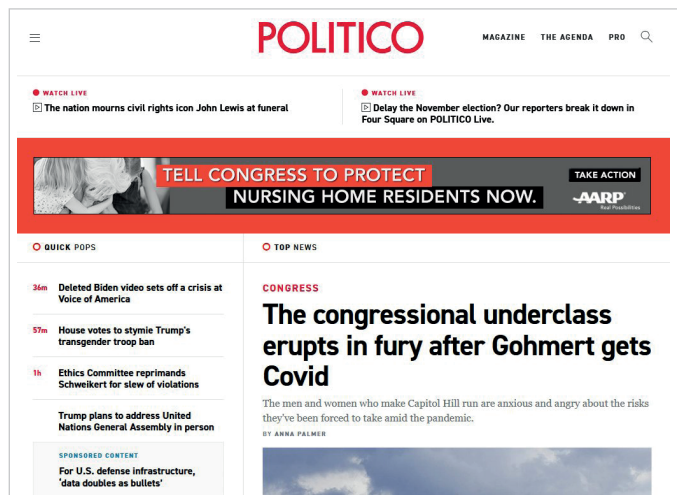 POLITICO
MAGAZINE THE AGENDA PRO
WATCH LIVE
The nation mourns civil rights icon John Lewis at funeral
WATCH LIVE
Delay the November election? Our reporters break it down in
Four Square on POLITICO Live.
TELL CONGRESS TO PROTECT
NURSING HOME RESIDENTS NOW.
TAKE ACTION
AARP
Real Possibilities
QUICK POPS
36m Deleted Biden video sets off a crisis at
Voice of America
57m House votes to stymie Trump's
transgender troop ban
1h Ethics Committee reprimands
Schweikert for slew of violations
Trump plans to address United
Nations General Assembly in person
SPONSORED CONTENT
For U.S. defense infrastructure,
'data doubles as bullets'
TOP NEWS
CONGRESS
The congressional underclass
erupts in fury after Gohmert gets
Covid
The men and women who make Capitol Hill run are anxious and angry about the risks
they've been forced to take amid the pandemic.
BY ANNA PALMER